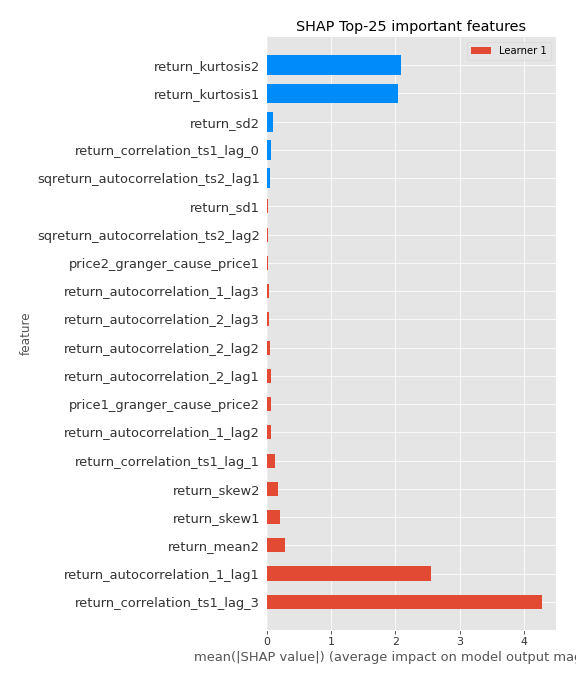 SHAP Top-25 important features
Learner 1
return_kurtosis2
return_kurtosis1
return_sd2
return_correlation_ts1_lag_0
sqreturn_autocorrelation_ts2_lag1
return_sd1
sqreturn_autocorrelation_ts2_lag2
price2_granger_cause_price1
return_autocorrelation_1_lag3
return_autocorrelation_2_lag3
return_autocorrelation_2_lag2
return_autocorrelation_2_lag1
price1_granger_cause_price2
return_autocorrelation_1_lag2
return_correlation_ts1_lag_1
return_skew2
return_skew1
return_mean2
return_autocorrelation_1_lag1
return_correlation_ts1_lag_3
feature
0 1 2 3 4
mean(|SHAP value|) (average impact on model output mag